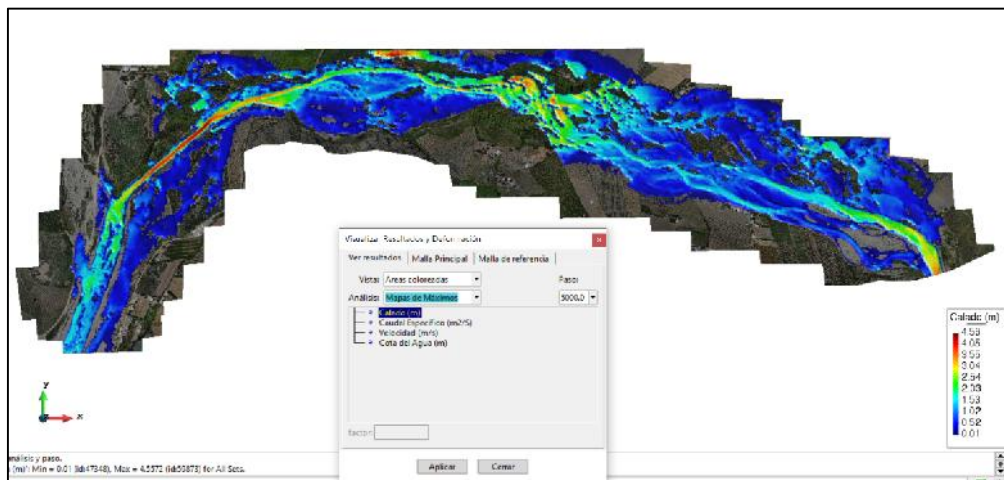 Visualizar Resultados y Deformación
Ver resultados Malla Principal Malla de referencia
Vista: Áreas coloreadas Paso:
Análisis: Mapas de Máximos 5000.0
Calado (m)
Caudal Específico (m2/S)
Velocidad (m/s)
Cota del Agua (m)
factor:
Aplicar Cerrar
Calado (m)
4.56
4.05
3.55
3.04
2.54
2.03
1.53
1.02
0.52
0.01
y
x
análisis y paso.
(m)': Min = 0.01 (id:47348), Max = 4.5572 for All Sets.